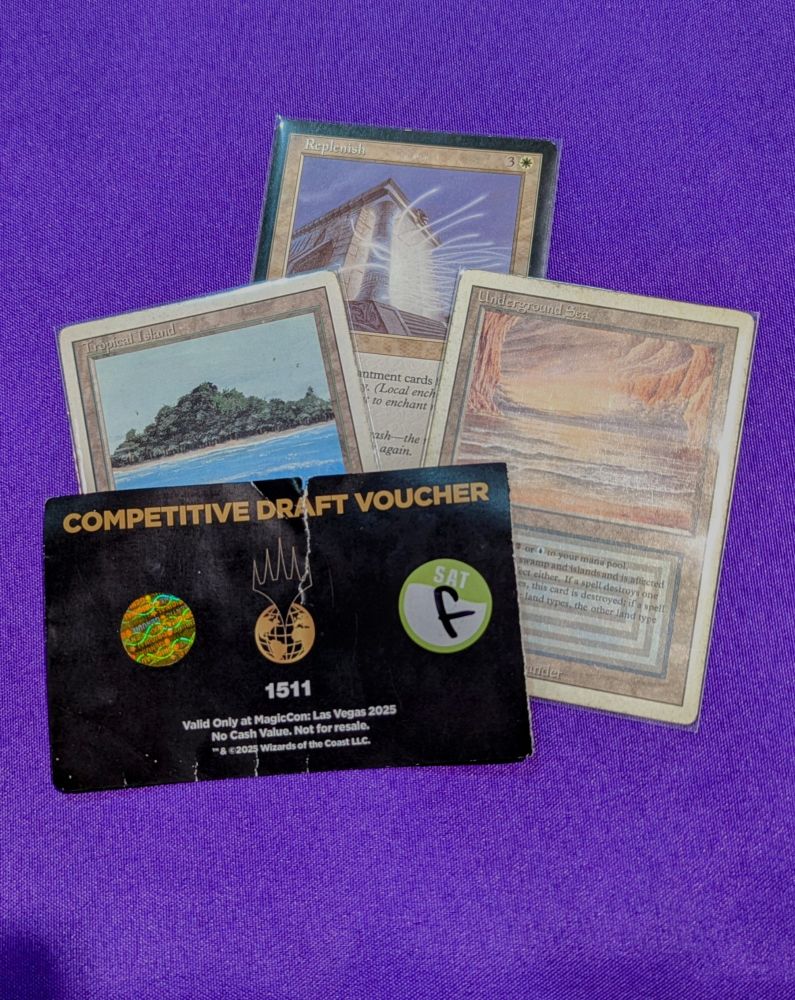 Replenish
3
antment cards
y. (Local ench
s to enchant
ash—the
again.
Tropical Island
Underground Sea
or to your mana pool.
swamp and islands and is affected
ect either. If a spell destroys one
es, this card is destroyed; if a spell
land types, the other land type
ander
COMPETITIVE DRAFT VOUCHER
SAT
1511
Valid Only at MagicCon: Las Vegas 2025
No Cash Value. Not for resale.
™ & ©2025 Wizards of the Coast LLC.